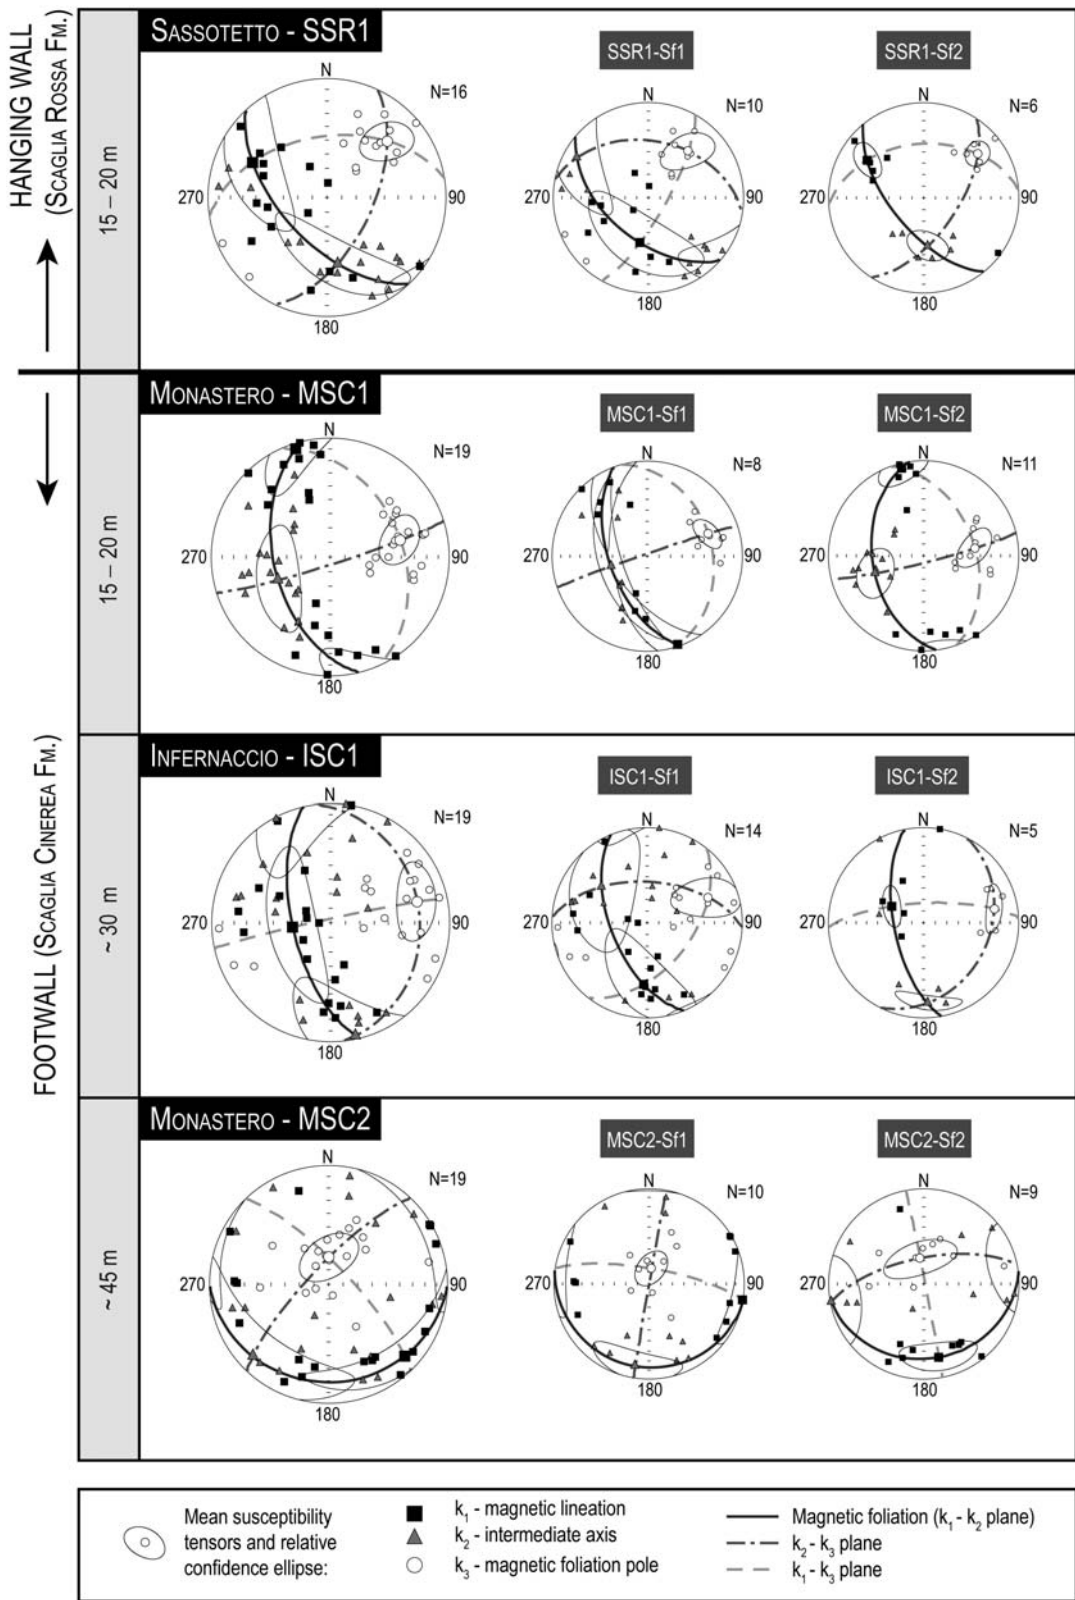 HANGING WALL
(SCAGLIA ROSSA FM.)
15 – 20 m
SASSOTETTO - SSR1
SSR1-Sf1
SSR1-Sf2
N
N=16
270
90
180
N
N=10
270
90
180
N
N=6
270
90
180
FOOTWALL (SCAGLIA CINEREA FM.)
15 – 20 m
MONASTERO - MSC1
MSC1-Sf1
MSC1-Sf2
N
N=19
270
90
180
N
N=8
270
90
180
N
N=11
270
90
180
~ 30 m
INFERNACCIO - ISC1
ISC1-Sf1
ISC1-Sf2
N
N=19
270
90
180
N
N=14
270
90
180
N
N=5
270
90
180
~ 45 m
MONASTERO - MSC2
MSC2-Sf1
MSC2-Sf2
N
N=19
270
90
180
N
N=10
270
90
180
N
N=9
270
90
180
Mean susceptibility
tensors and relative
confidence ellipse:
k₁ - magnetic lineation
k₂ - intermediate axis
k₃ - magnetic foliation pole
Magnetic foliation (k₁ - k₂ plane)
k₂ - k₃ plane
k₁ - k₃ plane